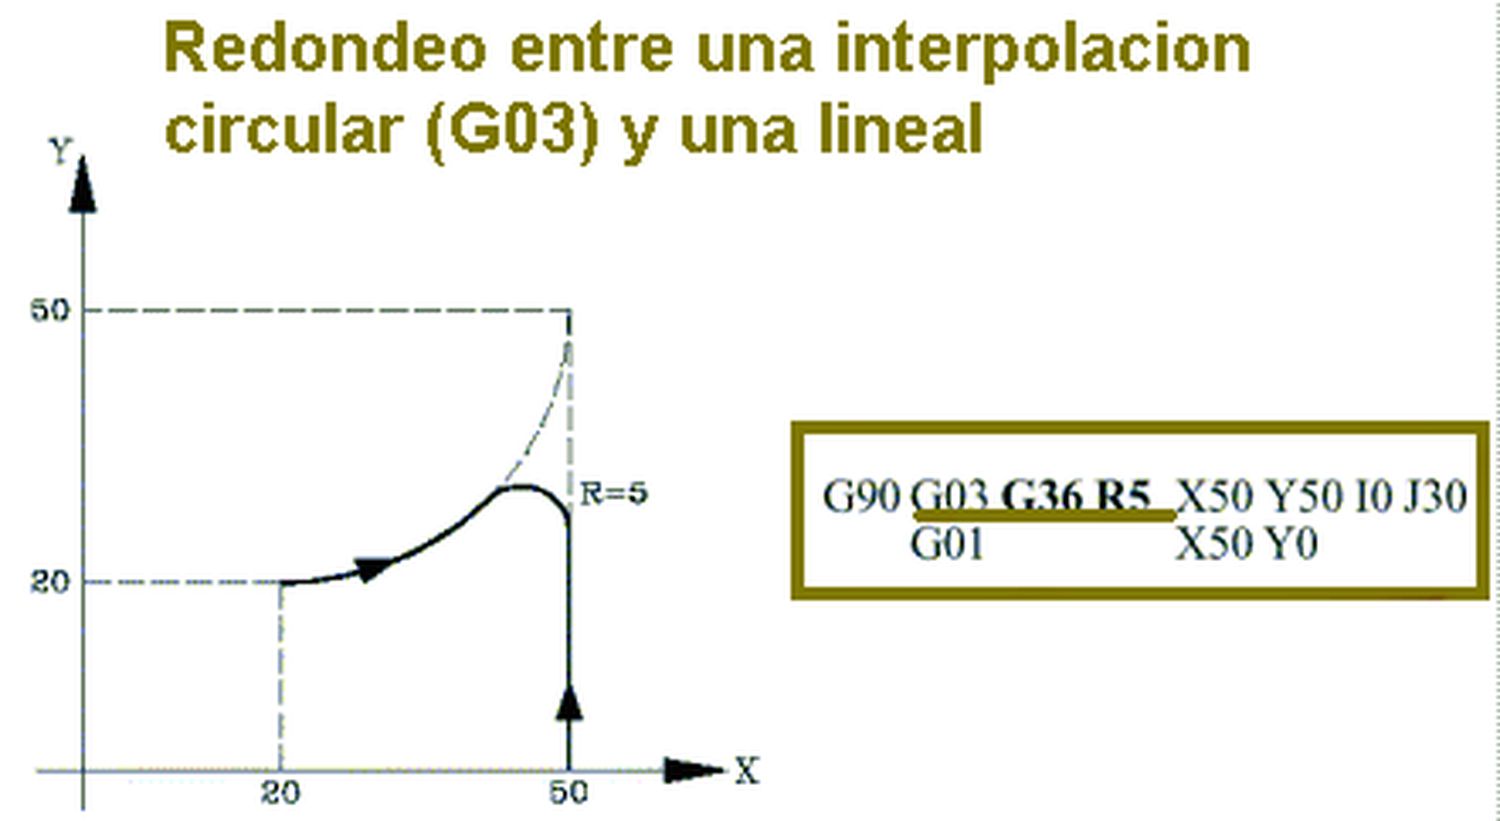 Redondeo entre una interpolacion
circular (G03) y una lineal
Y
50
R=5
G90 G03 G36 R5 X50 Y50 I0 J30
G01 X50 Y0
20
X
20 50